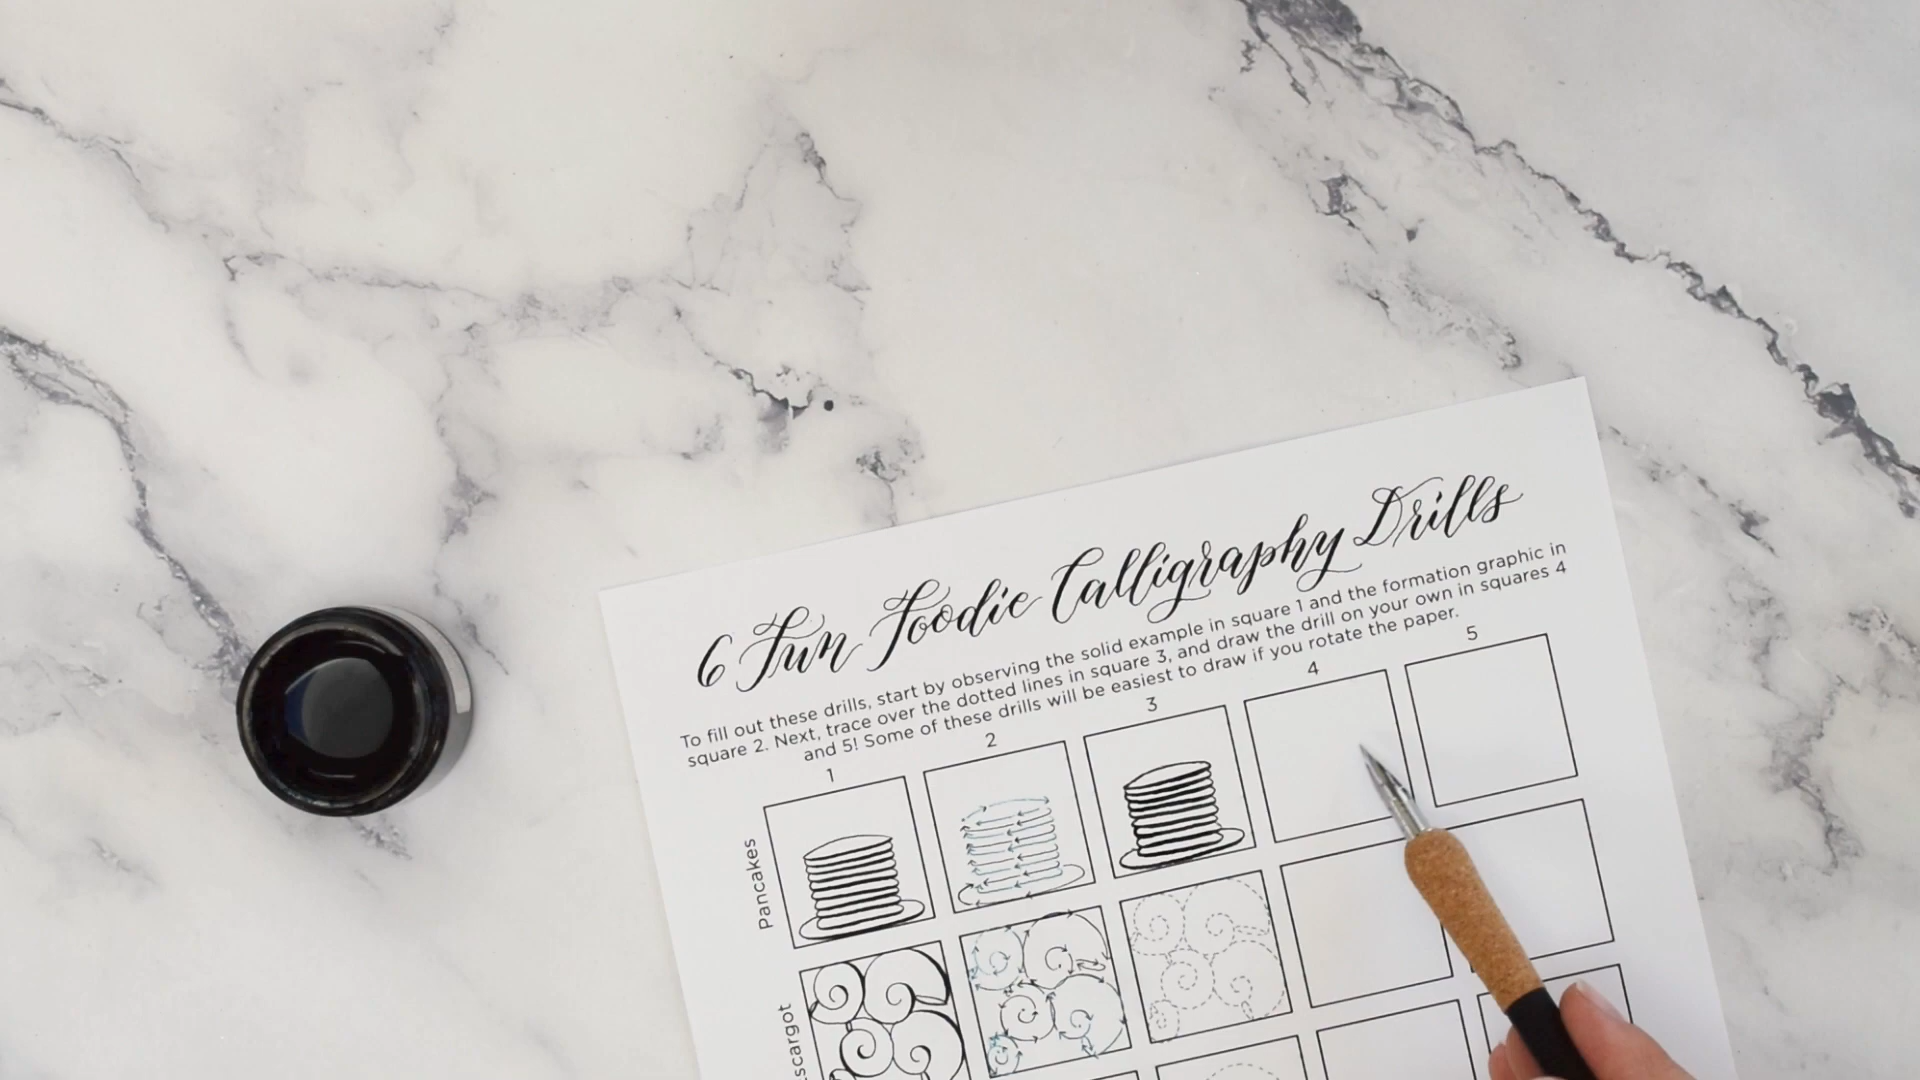 6 Fun Foodie Calligraphy Drills
To fill out these drills, start by observing the solid example in square 1 and the formation graphic in
square 2. Next, trace over the dotted lines in square 3, and draw the drill on your own in squares 4
and 5! Some of these drills will be easiest to draw if you rotate the paper.
1 2 3 4 5
Pancakes
scargot